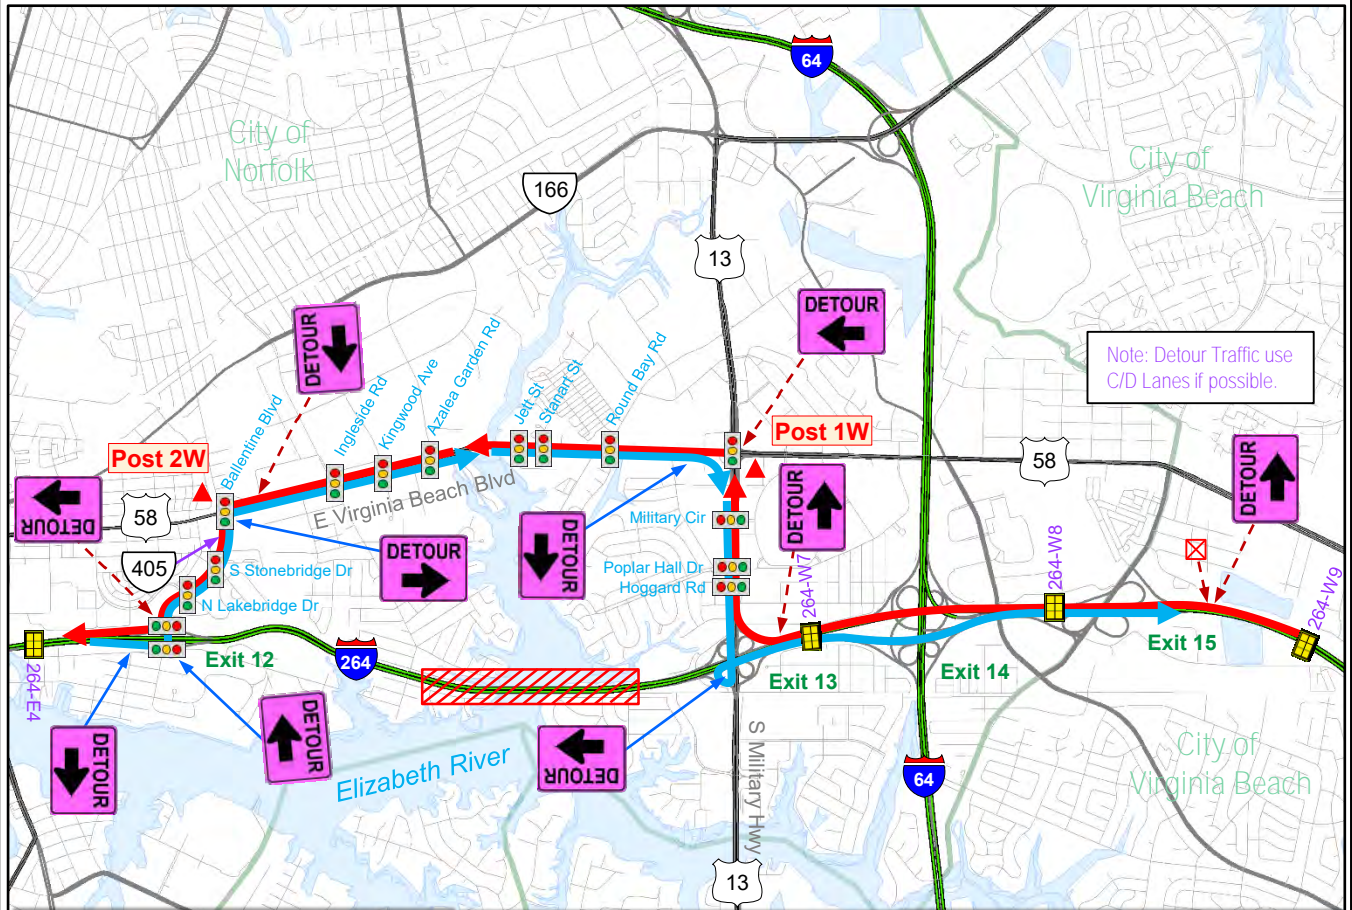 64
City of
Norfolk
City of
Virginia Beach
166
13
DETOUR
DETOUR
Note: Detour Traffic use
C/D Lanes if possible.
Ballentine Blvd
Ingleside Rd
Kingwood Ave
Azalea Garden Rd
Jett St
Stanart St
Round Bay Rd
Post 1W
Post 2W
58
DETOUR
DETOUR
58
E Virginia Beach Blvd
DETOUR
Military Cir
DETOUR
DETOUR
405
S Stonebridge Dr
Poplar Hall Dr
Hoggard Rd
N Lakebridge Dr
264-W7
264-W8
264-W9
264-E4
Exit 12
264
Exit 13
Exit 14
Exit 15
DETOUR
DETOUR
DETOUR
Elizabeth River
S Military Hwy
64
City of
Virginia Beach
13